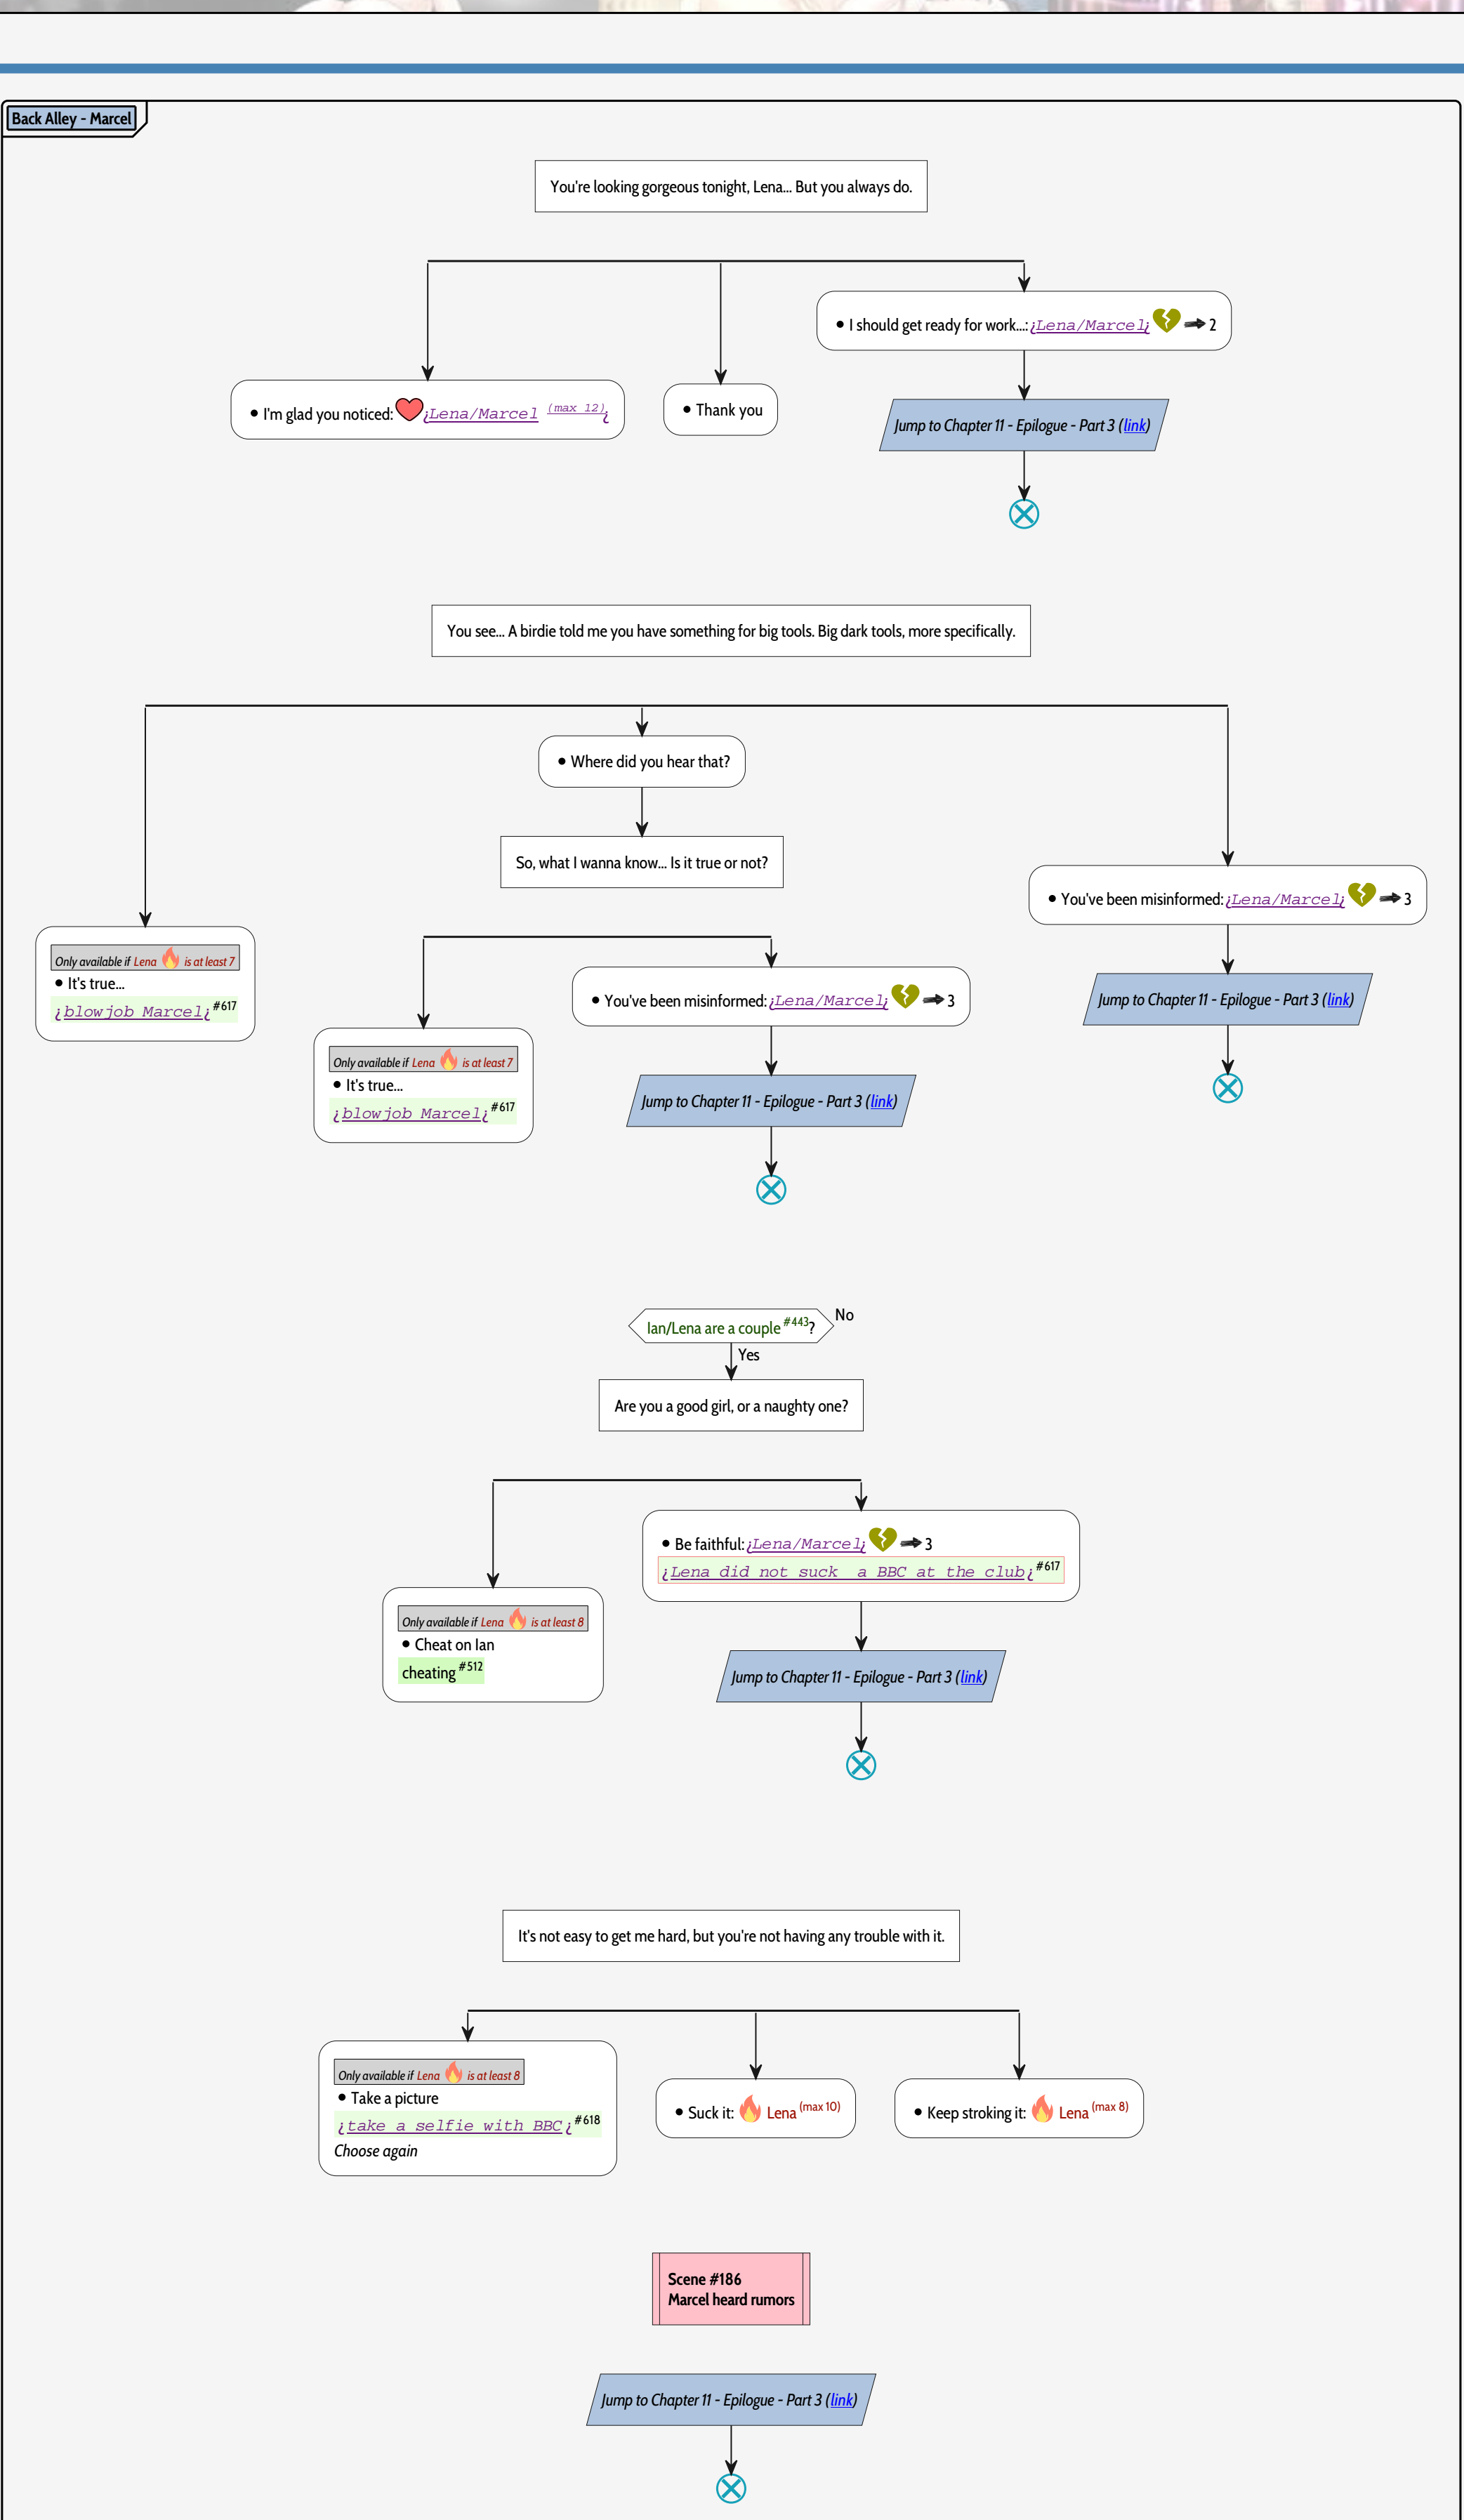 Back Alley - Marcel
You're looking gorgeous tonight, Lena... But you always do.
• I should get ready for work...: ¿Lena/Marcel¿ 2
• I'm glad you noticed: ¿Lena/Marcel (max 12)¿
• Thank you
Jump to Chapter 11 - Epilogue - Part 3 (link)
You see... A birdie told me you have something for big tools. Big dark tools, more specifically.
• Where did you hear that?
So, what I wanna know... Is it true or not?
• You've been misinformed: ¿Lena/Marcel¿ 3
Only available if Lena is at least 7
• It's true...
¿blowjob Marcel¿ #617
• You've been misinformed: ¿Lena/Marcel¿ 3
Jump to Chapter 11 - Epilogue - Part 3 (link)
Only available if Lena is at least 7
• It's true...
¿blowjob Marcel¿ #617
Jump to Chapter 11 - Epilogue - Part 3 (link)
Ian/Lena are a couple #443?
No
Yes
Are you a good girl, or a naughty one?
• Be faithful: ¿Lena/Marcel¿ 3
¿Lena did not suck a BBC at the club¿ #617
Only available if Lena is at least 8
• Cheat on Ian
cheating #512
Jump to Chapter 11 - Epilogue - Part 3 (link)
It's not easy to get me hard, but you're not having any trouble with it.
Only available if Lena is at least 8
• Take a picture
¿take a selfie with BBC¿ #618
Choose again
• Suck it: Lena (max 10)
• Keep stroking it: Lena (max 8)
Scene #186
Marcel heard rumors
Jump to Chapter 11 - Epilogue - Part 3 (link)